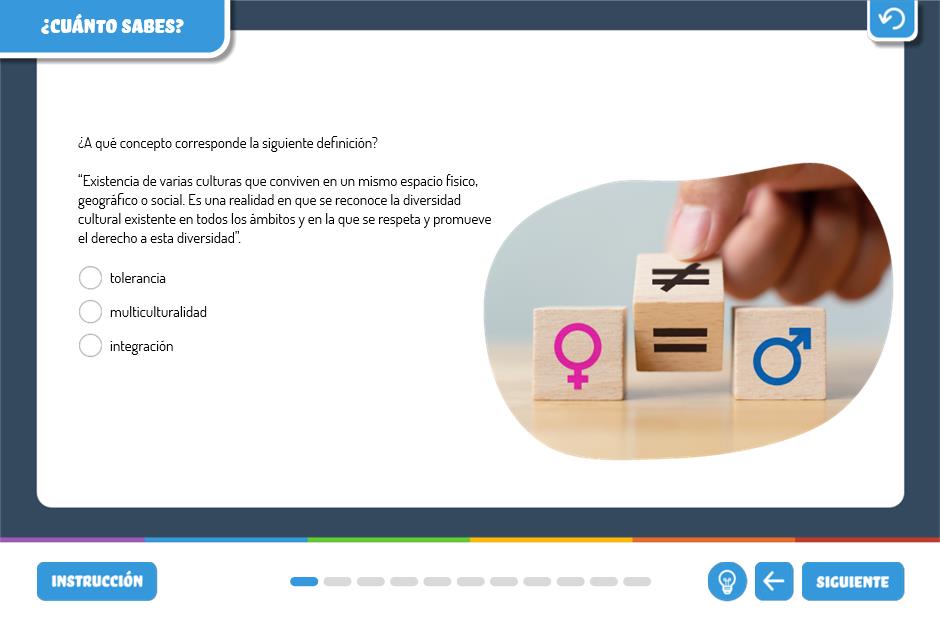 ¿CUÁNTO SABES?
¿A qué concepto corresponde la siguiente definición?
“Existencia de varias culturas que conviven en un mismo espacio físico,
geográfico o social. Es una realidad en que se reconoce la diversidad
cultural existente en todos los ámbitos y en la que se respeta y promueve
el derecho a esta diversidad”.
tolerancia
multiculturalidad
integración
INSTRUCCIÓN
SIGUIENTE